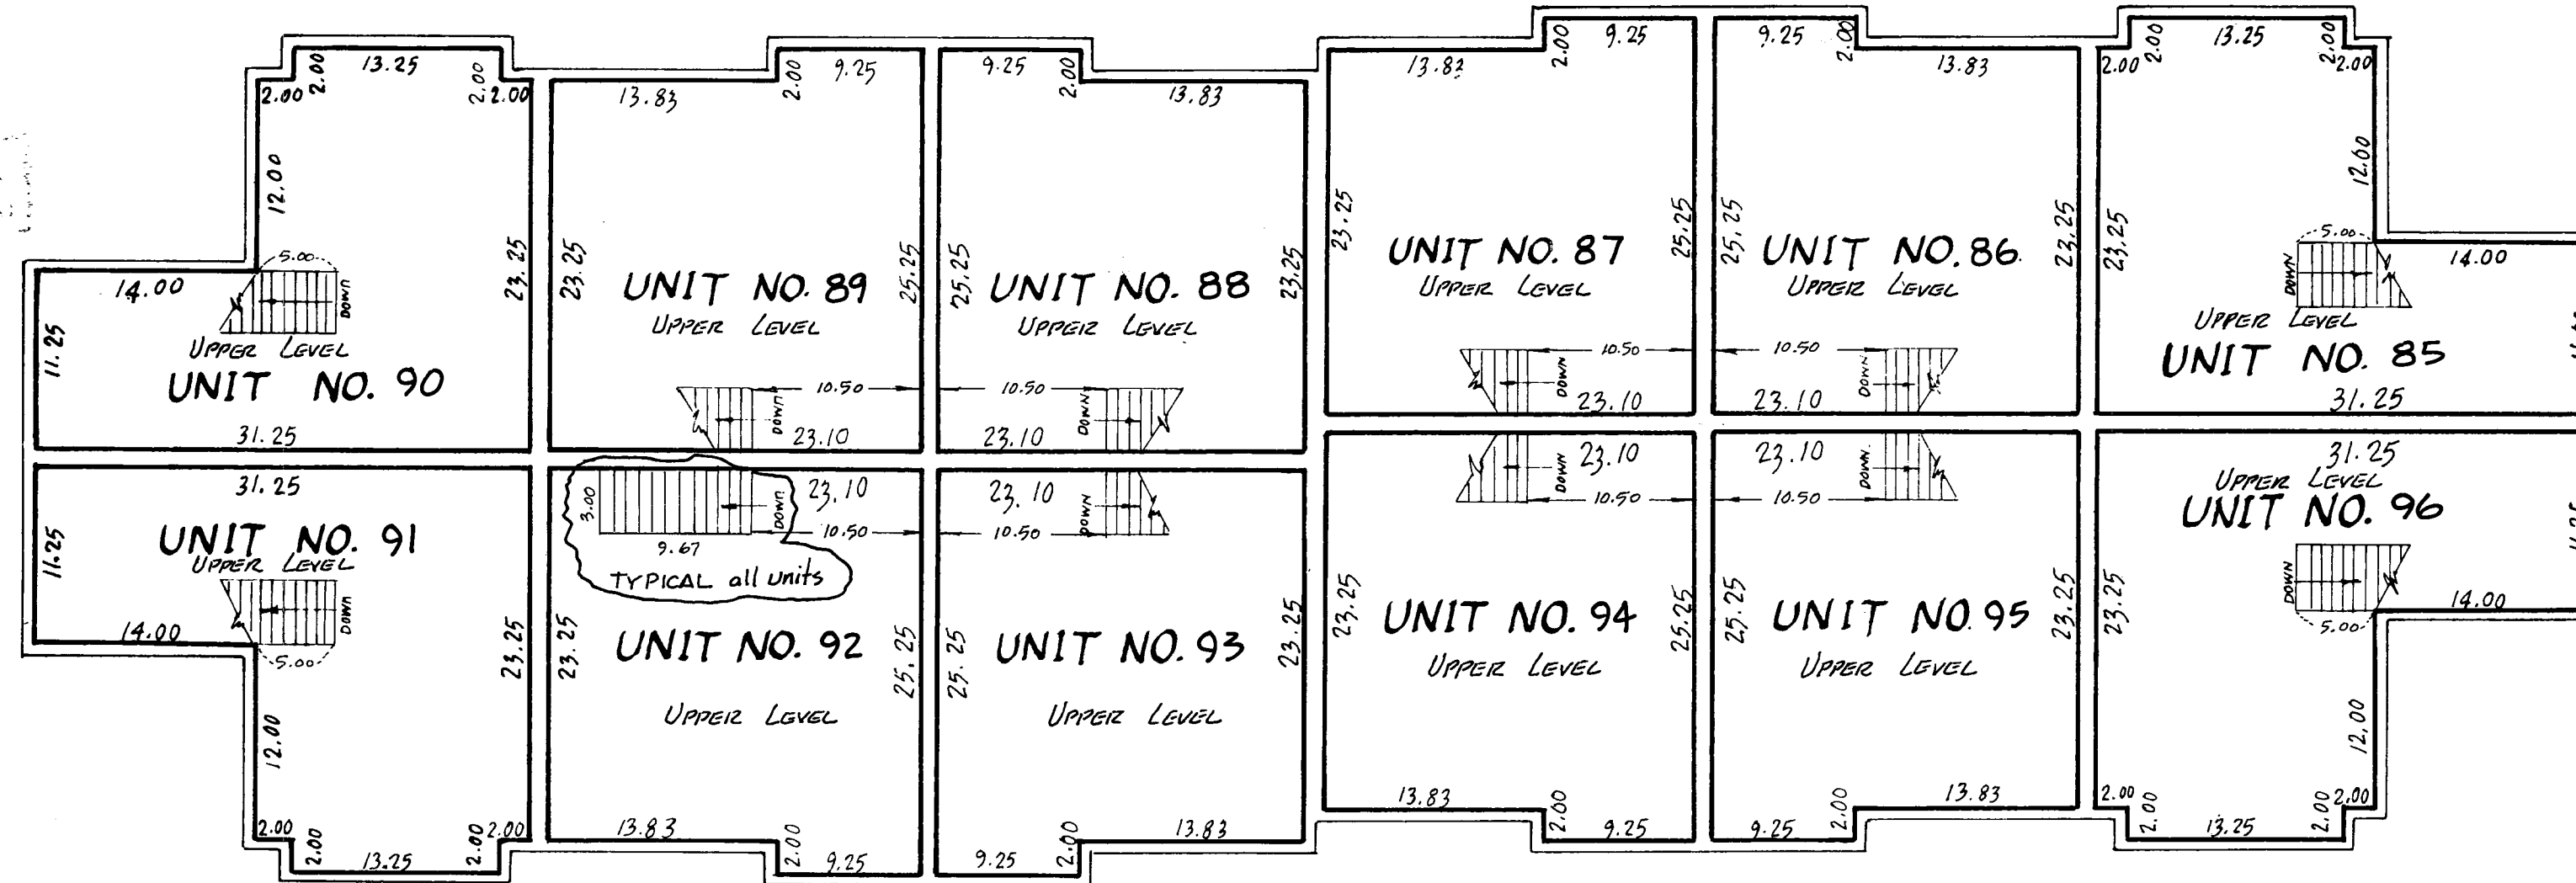 2.00
2.00
13.25
2.00
2.00
12.00
5.00
14.00
DOWN
23.25
11.25
UPPER LEVEL
UNIT NO. 90
31.25
13.83
2.00
9.25
23.25
25.25
UNIT NO. 89
UPPER LEVEL
10.50
DOWN
23.10
9.25
2.00
13.83
25.25
23.25
UNIT NO. 88
UPPER LEVEL
10.50
DOWN
23.10
13.83
2.00
9.25
23.25
25.25
UNIT NO. 87
UPPER LEVEL
10.50
DOWN
23.10
9.25
2.00
13.83
25.25
23.25
UNIT NO. 86
UPPER LEVEL
10.50
DOWN
23.10
2.00
2.00
13.25
2.00
2.00
12.00
23.25
5.00
DOWN
14.00
UPPER LEVEL
UNIT NO. 85
31.25
31.25
11.25
UNIT NO. 91
UPPER LEVEL
DOWN
14.00
5.00
23.25
12.00
2.00
2.00
13.25
2.00
2.00
3.00
DOWN
23.10
10.50
9.67
TYPICAL all units
23.25
25.25
UNIT NO. 92
UPPER LEVEL
13.83
2.00
9.25
23.10
DOWN
10.50
25.25
23.25
UNIT NO. 93
UPPER LEVEL
9.25
2.00
13.83
DOWN
23.10
10.50
23.25
25.25
UNIT NO. 94
UPPER LEVEL
13.83
2.00
9.25
23.10
DOWN
10.50
25.25
23.25
UNIT NO. 95
UPPER LEVEL
9.25
2.00
13.83
31.25
UPPER LEVEL
UNIT NO. 96
DOWN
23.25
14.00
5.00
12.00
2.00
2.00
13.25
2.00
2.00